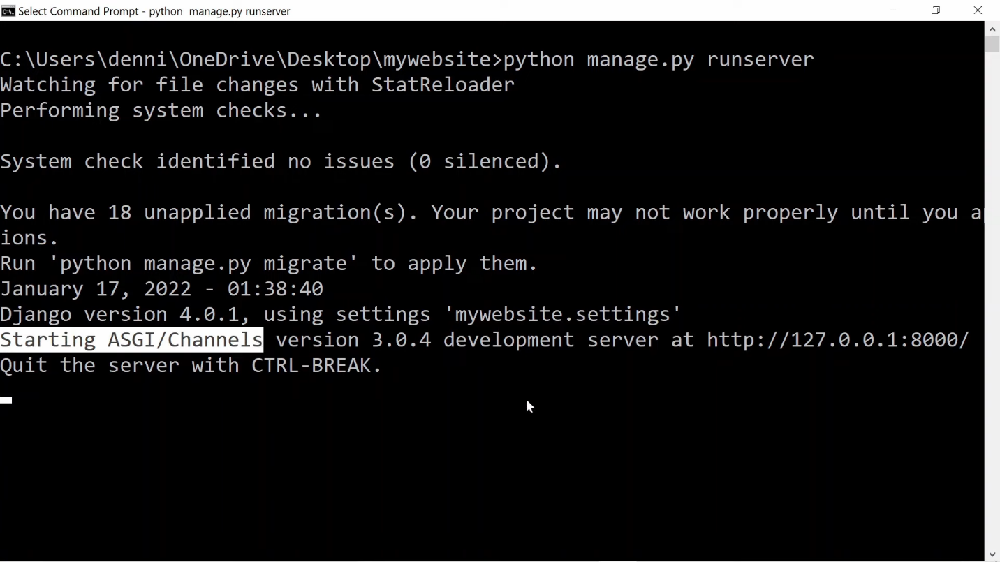 Select Command Prompt - python  manage.py runserver
C:\Users\denni\OneDrive\Desktop\mywebsite>python manage.py runserver
Watching for file changes with StatReloader
Performing system checks...
System check identified no issues (0 silenced).
You have 18 unapplied migration(s). Your project may not work properly until you a
ions.
Run 'python manage.py migrate' to apply them.
January 17, 2022 - 01:38:40
Django version 4.0.1, using settings 'mywebsite.settings'
Starting ASGI/Channels version 3.0.4 development server at http://127.0.0.1:8000/
Quit the server with CTRL-BREAK.